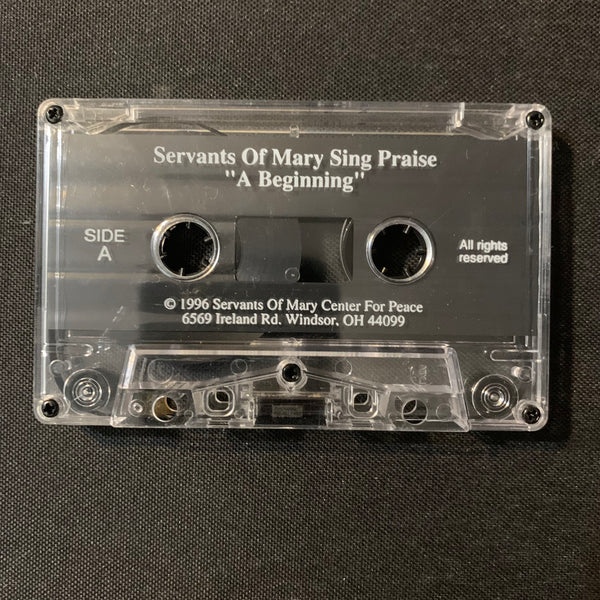 Servants Of Mary Sing Praise
"A Beginning"
SIDE
A
All rights
reserved
© 1996 Servants Of Mary Center For Peace
6569 Ireland Rd. Windsor, OH 44099